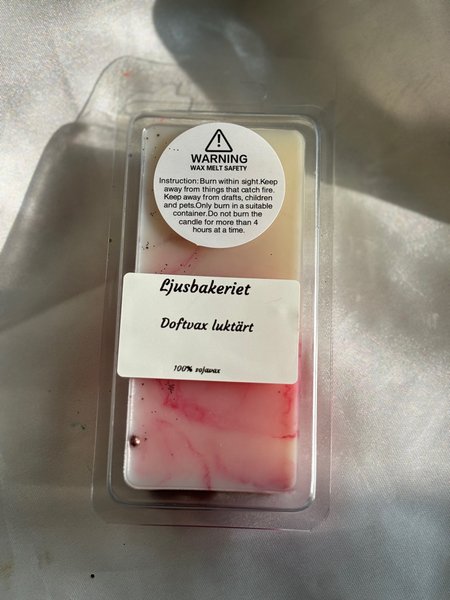 WARNING
WAX MELT SAFETY
Instruction: Burn within sight.Keep
away from things that catch fire.
Keep away from drafts, children
and pets.Only burn in a suitable
container.Do not burn the
candle for more than 4
hours at a time.
Ljusbakeriet
Doftvax luktärt
100% sojavax